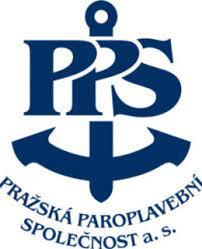 PPS
PRAŽSKÁ PAROPLAVEBNÍ
SPOLEČNOST a. s.